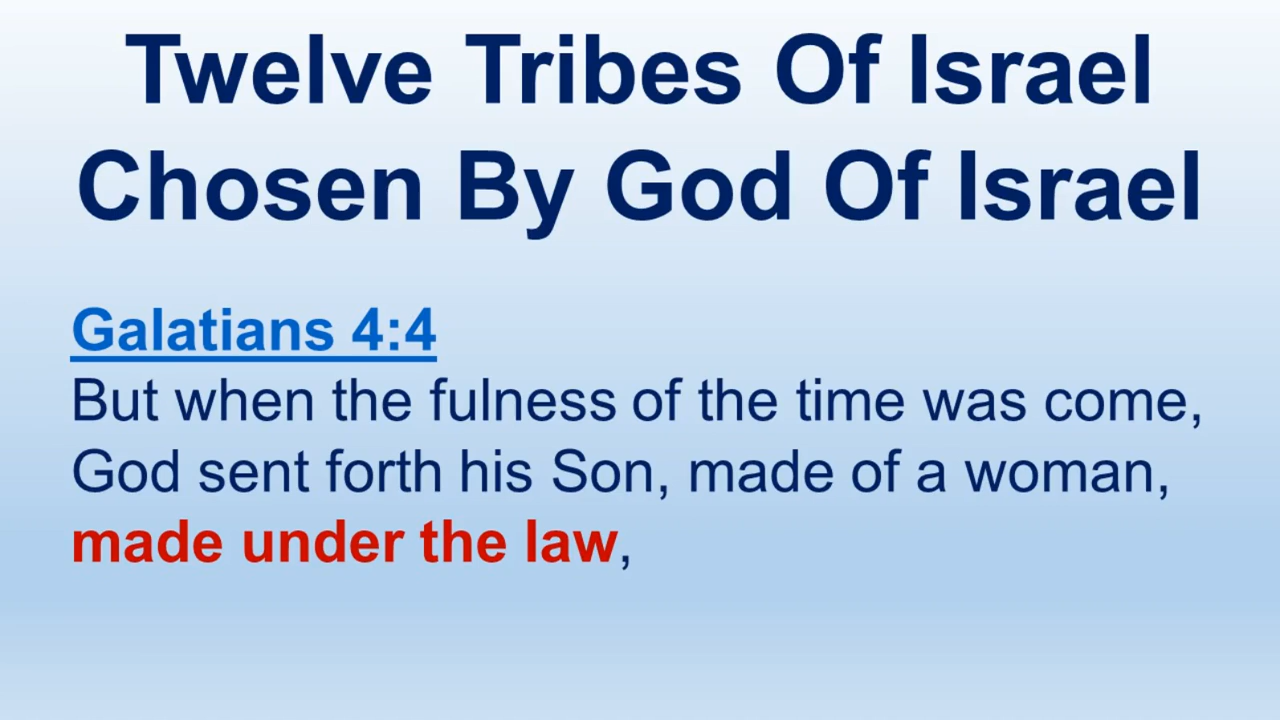 Twelve Tribes Of Israel
Chosen By God Of Israel
Galatians 4:4
But when the fulness of the time was come,
God sent forth his Son, made of a woman,
made under the law,